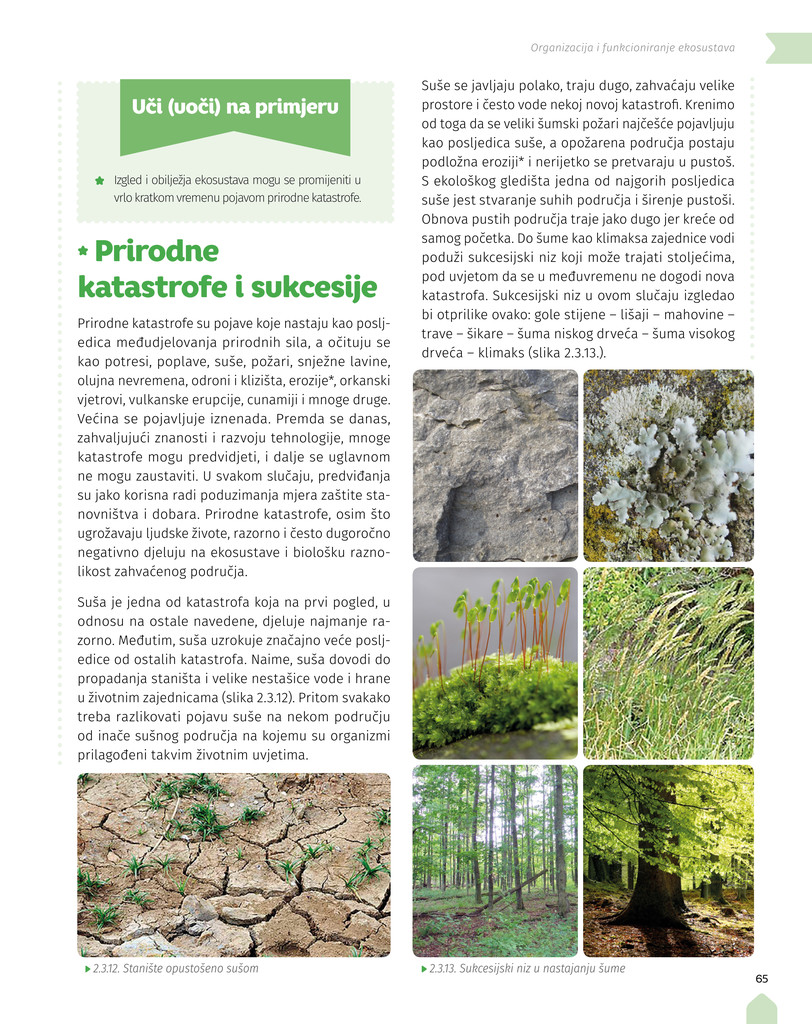 Organizacija i funkcioniranje ekosustava
Uči (uoči) na primjeru
Izgled i obilježja ekosustava mogu se promijeniti u
vrlo kratkom vremenu pojavom prirodne katastrofe.
Prirodne
katastrofe i sukcesije
Prirodne katastrofe su pojave koje nastaju kao poslj-
edica međudjelovanja prirodnih sila, a očituju se
kao potresi, poplave, suše, požari, snježne lavine,
olujna nevremena, odroni i klizišta, erozije*, orkanski
vjetrovi, vulkanske erupcije, cunamiji i mnoge druge.
Većina se pojavljuje iznenada. Premda se danas,
zahvaljujući znanosti i razvoju tehnologije, mnoge
katastrofe mogu predvidjeti, i dalje se uglavnom
ne mogu zaustaviti. U svakom slučaju, predviđanja
su jako korisna radi poduzimanja mjera zaštite sta-
novništva i dobara. Prirodne katastrofe, osim što
ugrožavaju ljudske živote, razorno i često dugoročno
negativno djeluju na ekosustave i biološku razno-
likost zahvaćenog područja.
Suša je jedna od katastrofa koja na prvi pogled, u
odnosu na ostale navedene, djeluje najmanje ra-
zorno. Međutim, suša uzrokuje značajno veće poslj-
edice od ostalih katastrofa. Naime, suša dovodi do
propadanja staništa i velike nestašice vode i hrane
u životnim zajednicama (slika 2.3.12). Pritom svakako
treba razlikovati pojavu suše na nekom području
od inače sušnog područja na kojemu su organizmi
prilagođeni takvim životnim uvjetima.
2.3.12. Stanište opustošeno sušom
Suše se javljaju polako, traju dugo, zahvaćaju velike
prostore i često vode nekoj novoj katastrofi. Krenimo
od toga da se veliki šumski požari najčešće pojavljuju
kao posljedica suše, a opožarena područja postaju
podložna eroziji* i nerijetko se pretvaraju u pustoš.
S ekološkog gledišta jedna od najgorih posljedica
suše jest stvaranje suhih područja i širenje pustoši.
Obnova pustih područja traje jako dugo jer kreće od
samog početka. Do šume kao klimaksa zajednice vodi
poduži sukcesijski niz koji može trajati stoljećima,
pod uvjetom da se u međuvremenu ne dogodi nova
katastrofa. Sukcesijski niz u ovom slučaju izgledao
bi otprilike ovako: gole stijene – lišaji – mahovine –
trave – šikare – šuma niskog drveća – šuma visokog
drveća – klimaks (slika 2.3.13.).
2.3.13. Sukcesijski niz u nastajanju šume
65